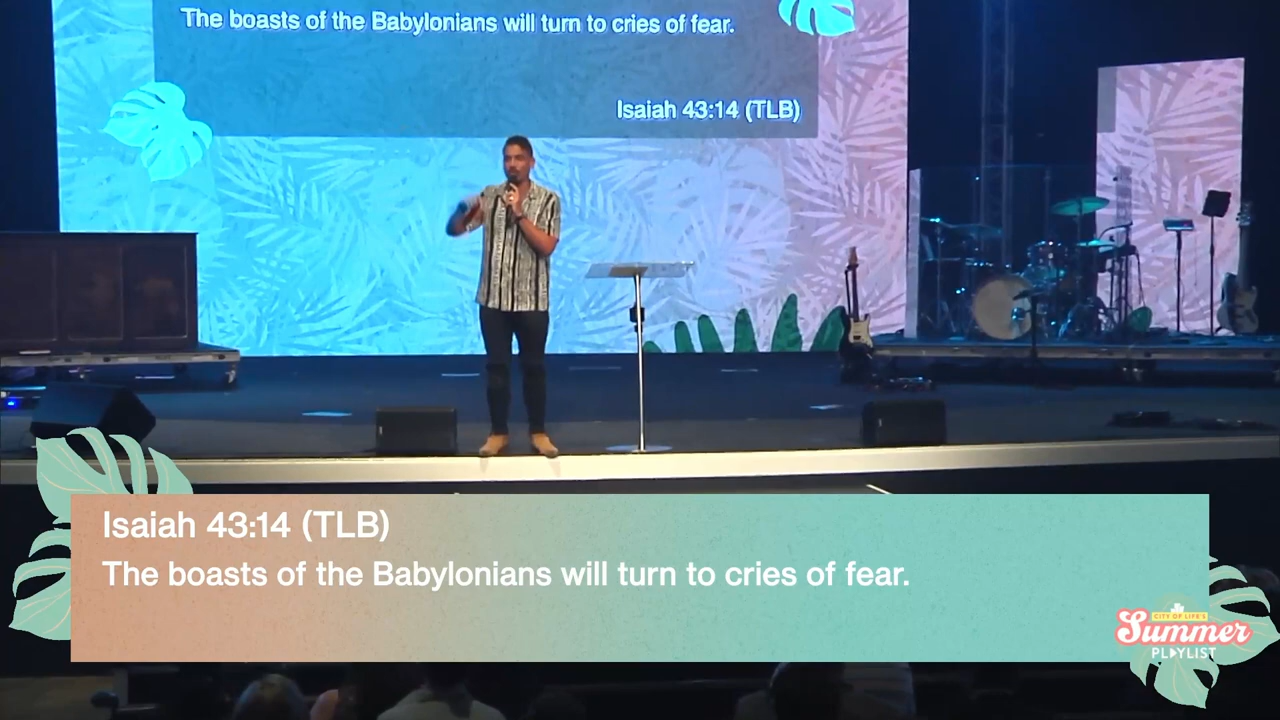 The boasts of the Babylonians will turn to cries of fear.
Isaiah 43:14 (TLB)
Isaiah 43:14 (TLB)
The boasts of the Babylonians will turn to cries of fear.
CITY OF LIFE'S
Summer
PLAYLIST